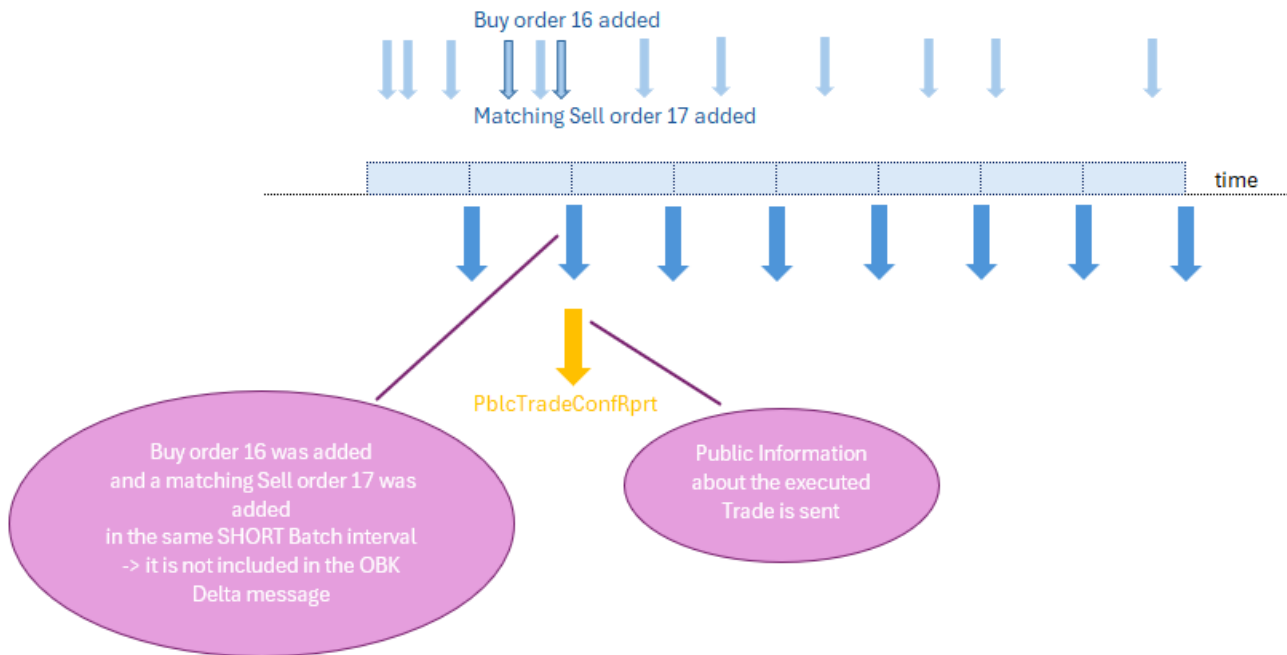 Buy order 16 added
Matching Sell order 17 added
time
PblcTradeConfRprt
Buy order 16 was added
and a matching Sell order 17 was
added
in the same SHORT Batch interval
-> it is not included in the OBK
Delta message
Public Information
about the executed
Trade is sent